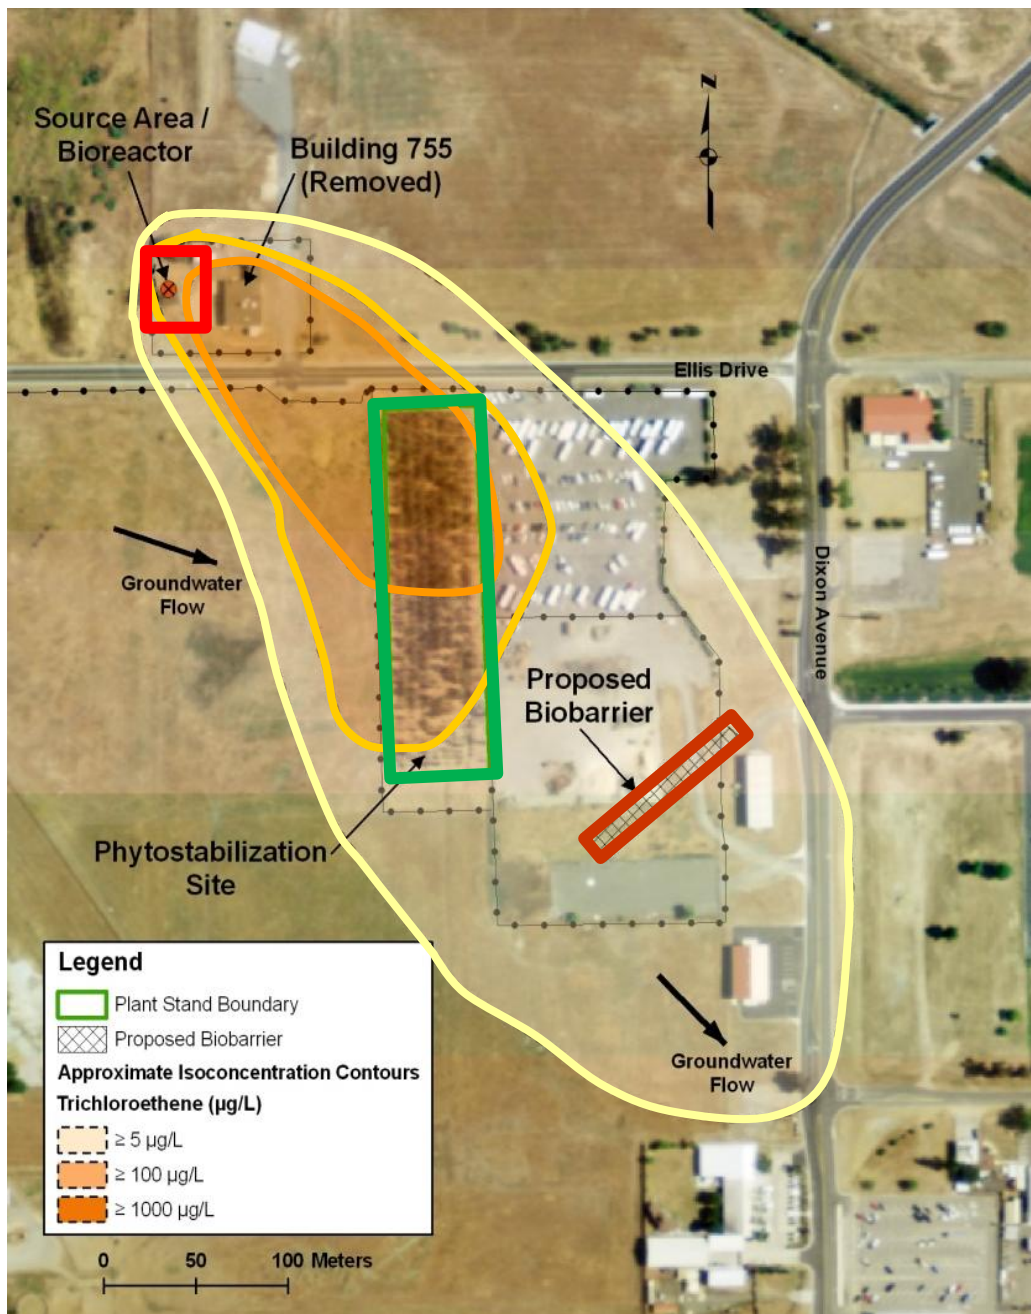 Z
Source Area /
Bioreactor
Building 755
(Removed)
Ellis Drive
Groundwater
Flow
Dixon Avenue
Proposed
Biobarrier
Phytostabilization
Site
Groundwater
Flow
Legend
Plant Stand Boundary
Proposed Biobarrier
Approximate Isoconcentration Contours
Trichloroethene (µg/L)
≥ 5 µg/L
≥ 100 µg/L
≥ 1000 µg/L
0 50 100 Meters